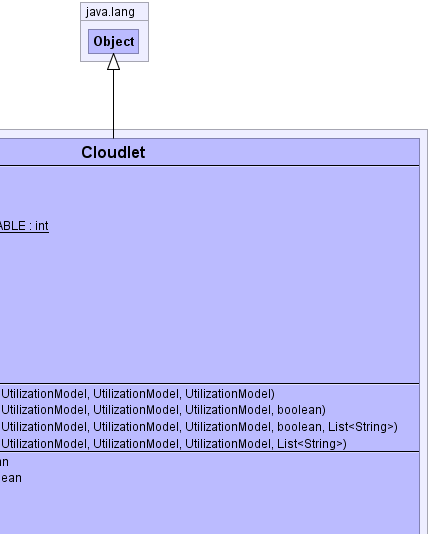 java.lang
Object
Cloudlet
ABLE : int
UtilizationModel, UtilizationModel, UtilizationModel)
UtilizationModel, UtilizationModel, UtilizationModel, boolean)
UtilizationModel, UtilizationModel, UtilizationModel, boolean, List<String>)
UtilizationModel, UtilizationModel, UtilizationModel, List<String>)
an
ean